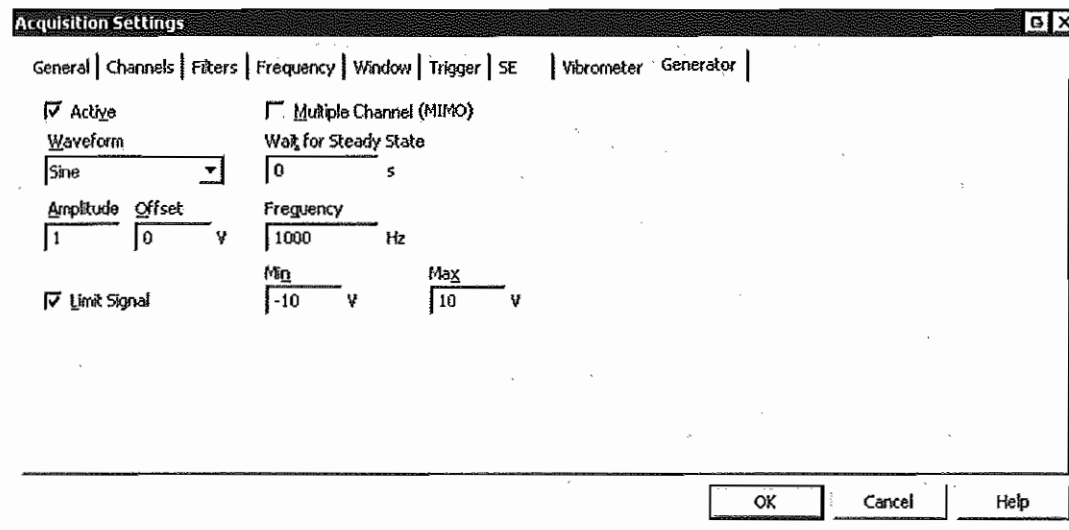 Acquisition Settings
General Channels Filters Frequency Window Trigger SE Vibrometer Generator
Active Multiple Channel (MIMO)
Waveform Wait for Steady State
Sine 0 s
Amplitude Offset Frequency
1 0 V 1000 Hz
Min Max
Limit Signal -10 V 10 V
OK Cancel Help